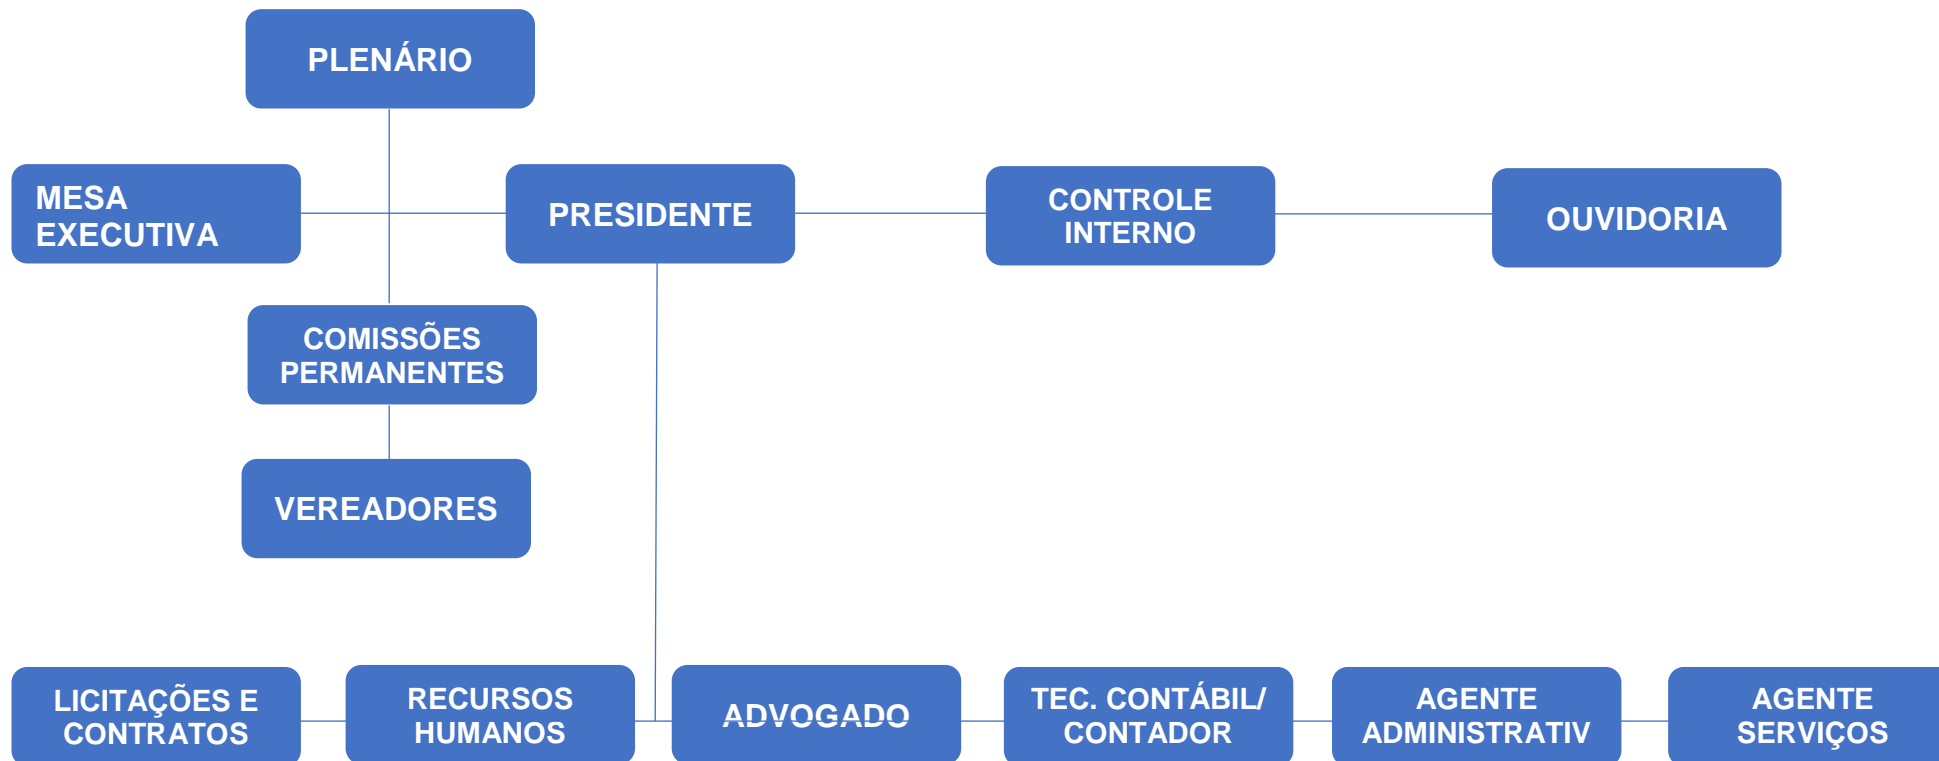 PLENÁRIO
MESA
EXECUTIVA
PRESIDENTE
CONTROLE
INTERNO
OUVIDORIA
COMISSÕES
PERMANENTES
VEREADORES
LICITAÇÕES E
CONTRATOS
RECURSOS
HUMANOS
ADVOGADO
TEC. CONTÁBIL/
CONTADOR
AGENTE
ADMINISTRATIV
AGENTE
SERVIÇOS